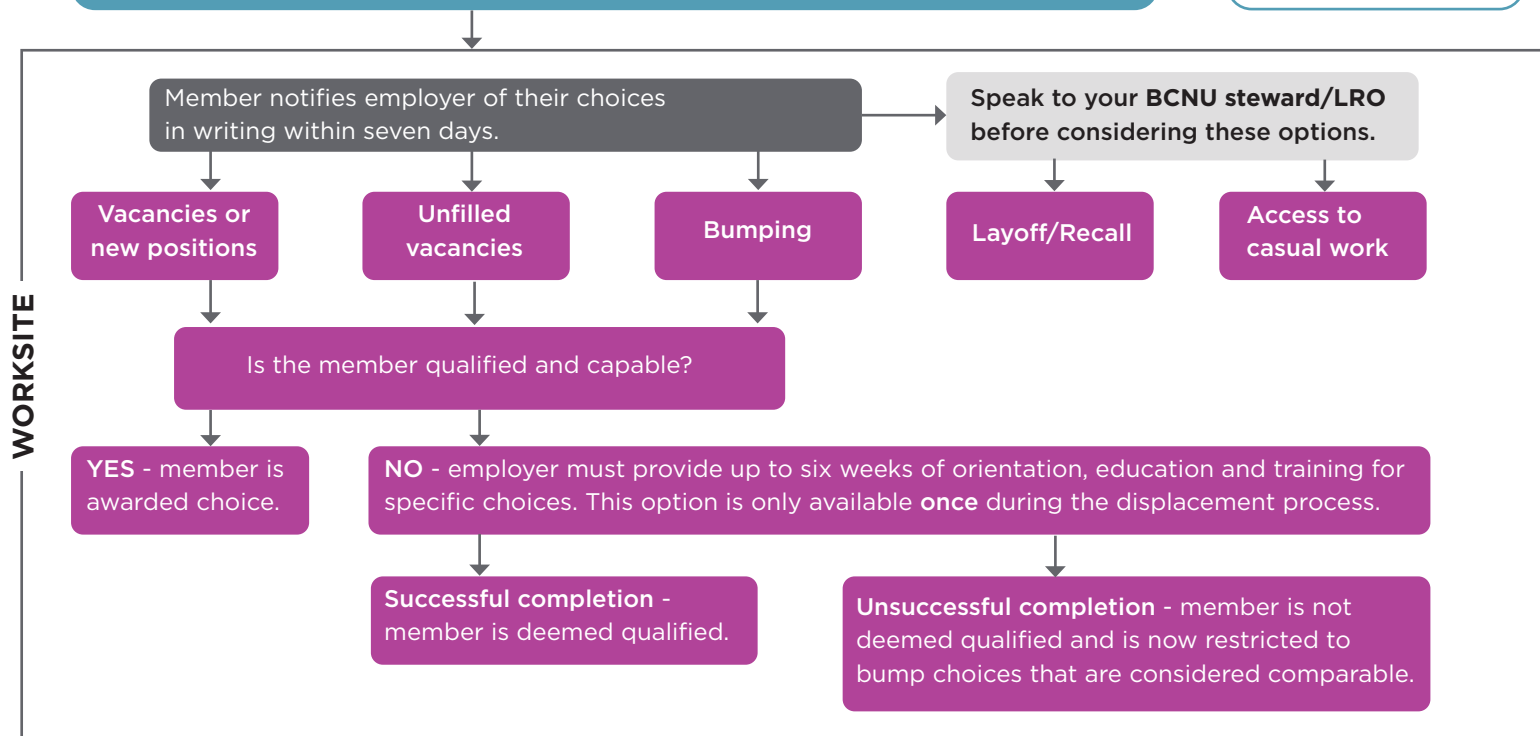 Member notifies employer of their choices
in writing within seven days.
Speak to your BCNU steward/LRO
before considering these options.
Vacancies or
new positions
Unfilled
vacancies
Bumping
Layoff/Recall
Access to
casual work
WORKSITE
Is the member qualified and capable?
YES - member is
awarded choice.
NO - employer must provide up to six weeks of orientation, education and training for
specific choices. This option is only available once during the displacement process.
Successful completion -
member is deemed qualified.
Unsuccessful completion - member is not
deemed qualified and is now restricted to
bump choices that are considered comparable.